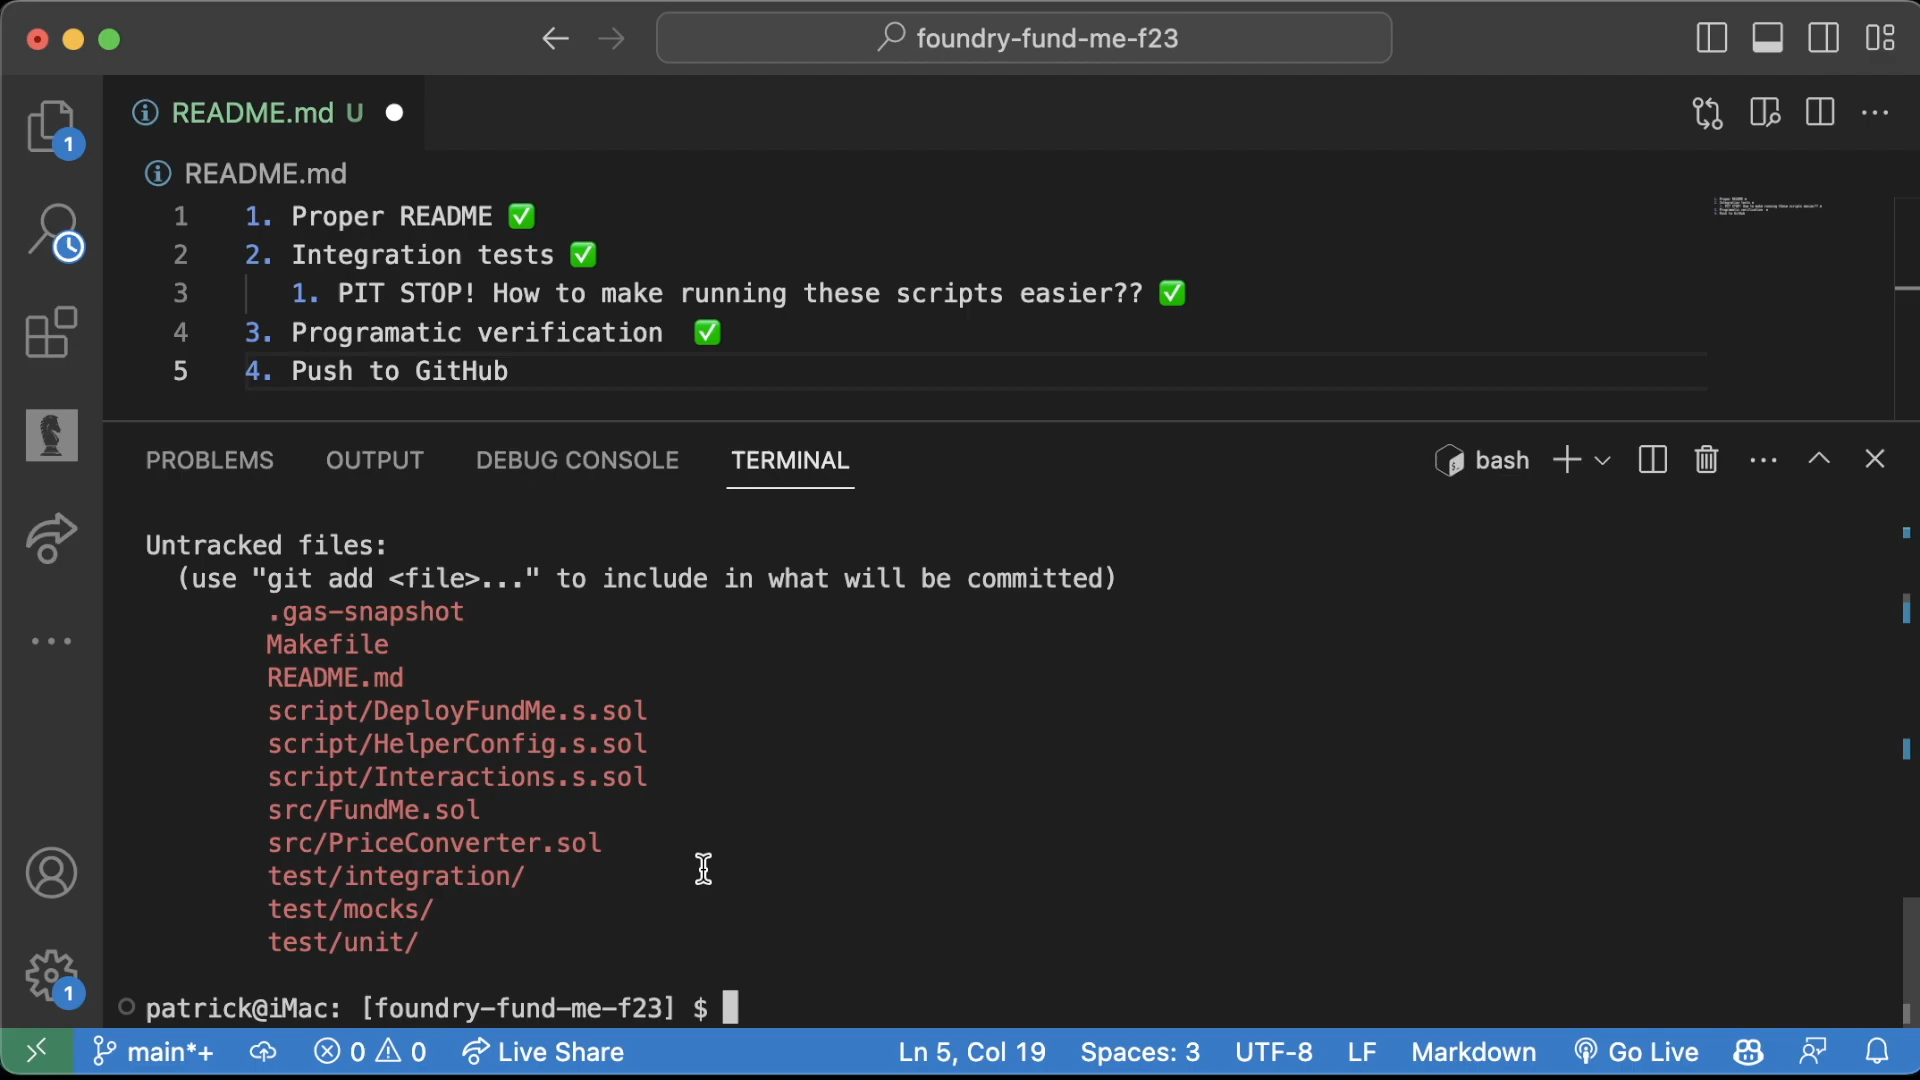 foundry-fund-me-f23
README.md U
1
README.md
1 1. Proper README ✅
2 2. Integration tests ✅
3 1. PIT STOP! How to make running these scripts easier?? ✅
4 3. Programatic verification ✅
5 4. Push to GitHub
PROBLEMS OUTPUT DEBUG CONSOLE TERMINAL bash
Untracked files:
(use "git add <file>..." to include in what will be committed)
.gas-snapshot
Makefile
README.md
script/DeployFundMe.s.sol
script/HelperConfig.s.sol
script/Interactions.s.sol
src/FundMe.sol
src/PriceConverter.sol
test/integration/
test/mocks/
test/unit/
1
patrick@iMac: [foundry-fund-me-f23] $
main*+ 0 0 Live Share Ln 5, Col 19 Spaces: 3 UTF-8 LF Markdown Go Live